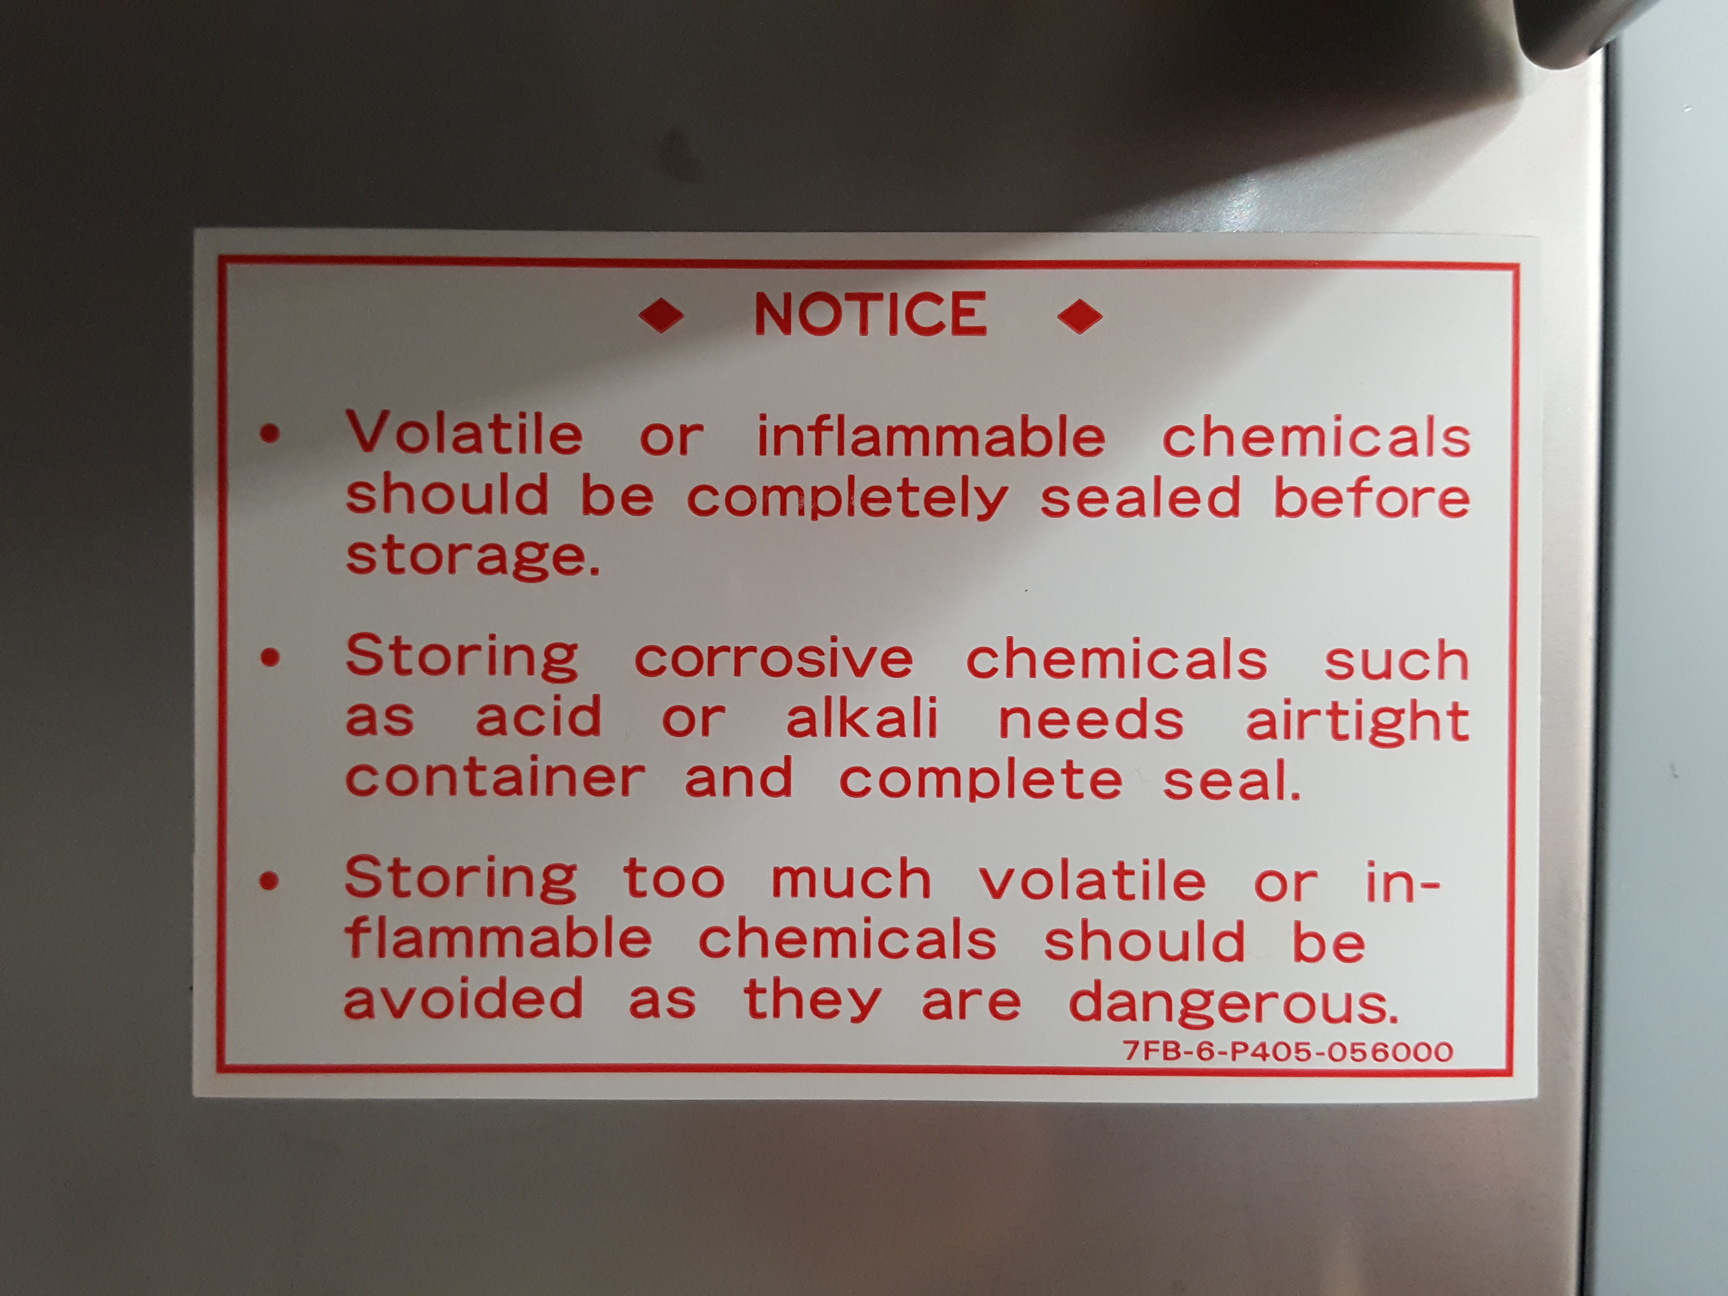 ◆ NOTICE ◆
• Volatile or inflammable chemicals
should be completely sealed before
storage.
• Storing corrosive chemicals such
as acid or alkali needs airtight
container and complete seal.
• Storing too much volatile or in-
flammable chemicals should be
avoided as they are dangerous.
7FB-6-P405-056000